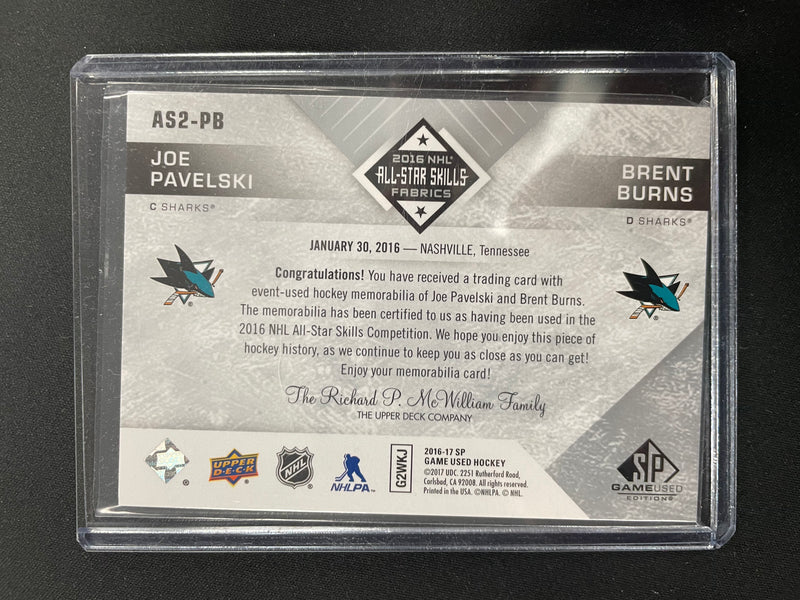 AS2-PB
JOE
PAVELSKI
C SHARKS®
2016 NHL®
ALL-STAR SKILLS
FABRICS
BRENT
BURNS
D SHARKS®
JANUARY 30, 2016 — NASHVILLE, Tennessee
Congratulations! You have received a trading card with
event-used hockey memorabilia of Joe Pavelski and Brent Burns.
The memorabilia has been certified to us as having been used in the
2016 NHL All-Star Skills Competition. We hope you enjoy this piece of
hockey history, as we continue to keep you as close as you can get!
Enjoy your memorabilia card!
The Richard P. McWilliam Family
THE UPPER DECK COMPANY
UPPER
DECK
NHL
NHLPA
G2WKJ
2016-17 SP
GAME USED HOCKEY
©2017 UDC. 2251 Rutherford Road,
Carlsbad, CA 92008. All rights reserved.
Printed in the USA. ©NHLPA. © NHL.
SP
GAMEUSED
EDITION®